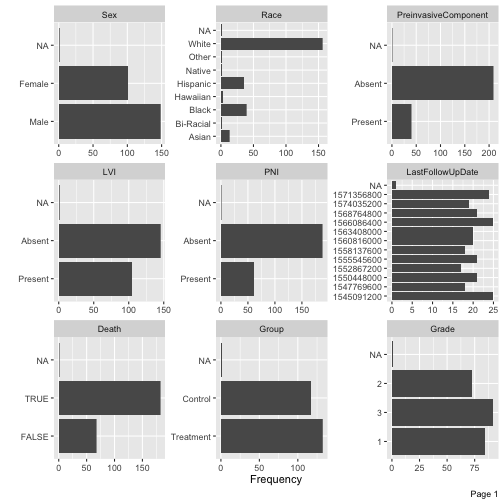 Sex
NA
Female
Male
0 50 100 150
Race
NA
White
Other
Native
Hispanic
Hawaiian
Black
Bi-Racial
Asian
0 50 100 150
PreinvasiveComponent
NA
Absent
Present
0 50 100 150 200
LVI
NA
Absent
Present
0 50 100 150
PNI
NA
Absent
Present
0 50 100 150
LastFollowUpDate
NA
1571356800
1574035200
1568764800
1566086400
1563408000
1560816000
1558137600
1555545600
1552867200
1550448000
1547769600
1545091200
0 5 10 15 20 25
Death
NA
TRUE
FALSE
0 50 100 150
Group
NA
Control
Treatment
0 50 100
Grade
NA
2
3
1
0 25 50 75
Frequency
Page 1